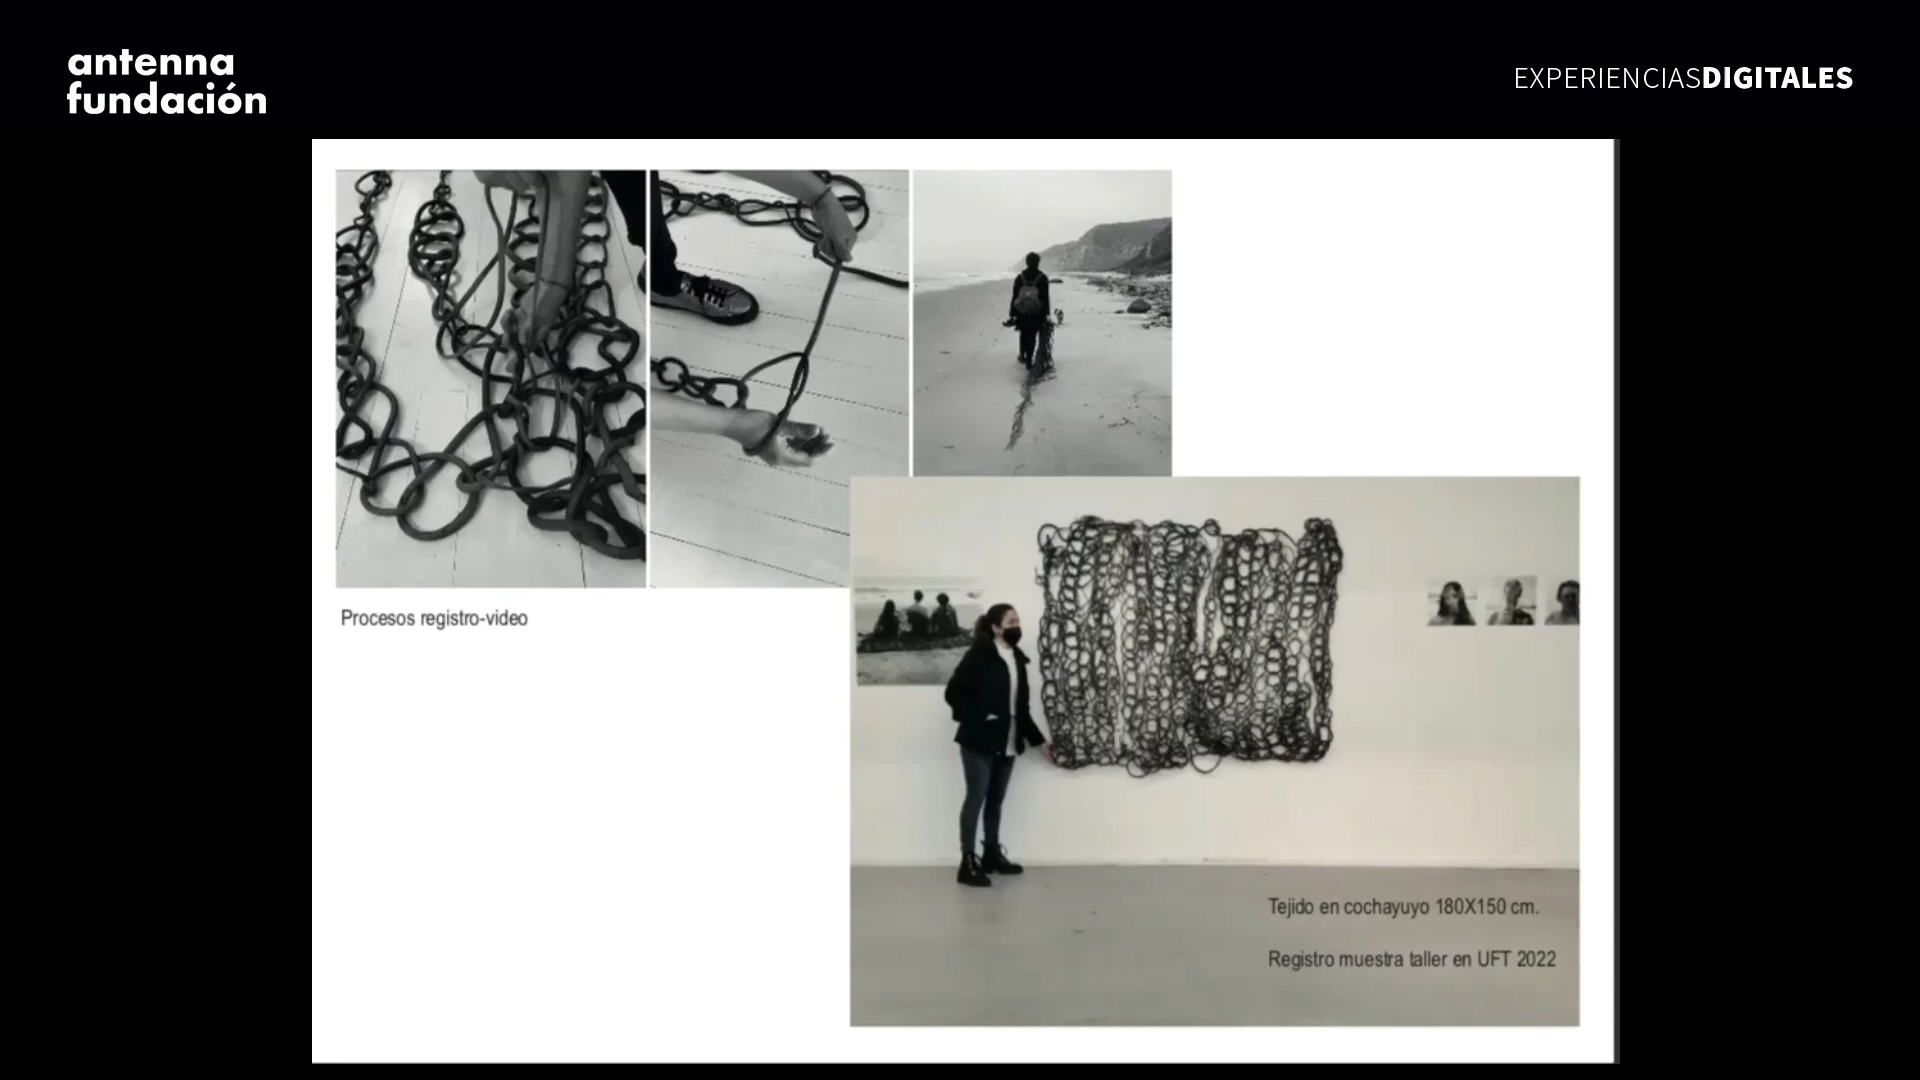 antenna
fundación
EXPERIENCIASDIGITALES
Procesos registro-video
Tejido en cochayuyo 180X150 cm.
Registro muestra taller en UFT 2022